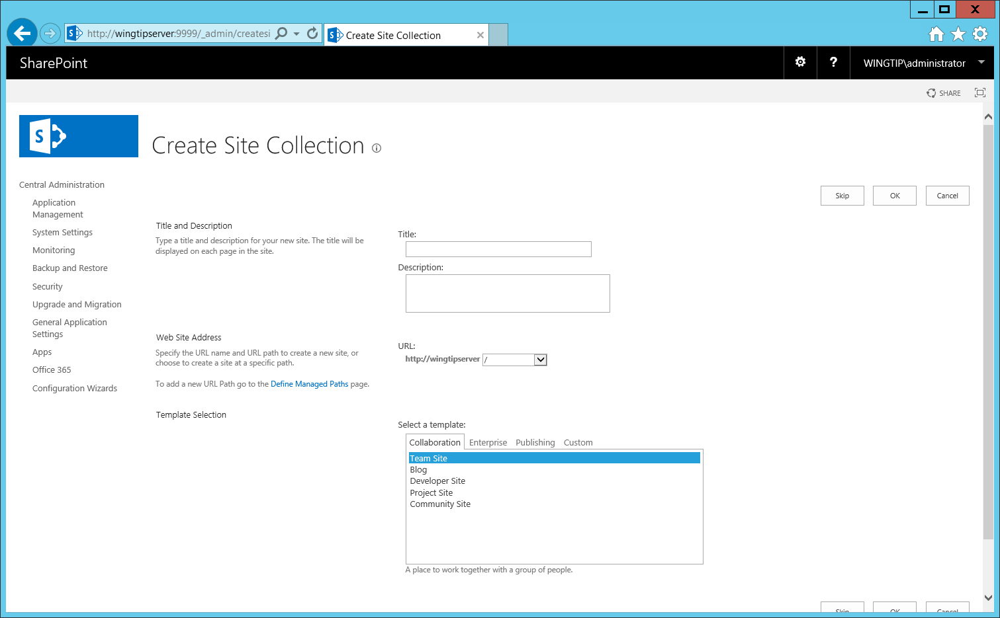 http://wingtipserver:9999/_admin/createsi
Create Site Collection
SharePoint
?
WINGTIP\administrator
SHARE
S
Create Site Collection
Central Administration
Application
Management
System Settings
Monitoring
Backup and Restore
Security
Upgrade and Migration
General Application
Settings
Apps
Office 365
Configuration Wizards
Skip
OK
Cancel
Title and Description
Type a title and description for your new site. The title will be
displayed on each page in the site.
Title:
Description:
Web Site Address
Specify the URL name and URL path to create a new site, or
choose to create a site at a specific path.
To add a new URL Path go to the Define Managed Paths page.
URL:
http://wingtipserver /
Template Selection
Select a template:
Collaboration Enterprise Publishing Custom
Team Site
Blog
Developer Site
Project Site
Community Site
A place to work together with a group of people.
Skip
OK
Cancel